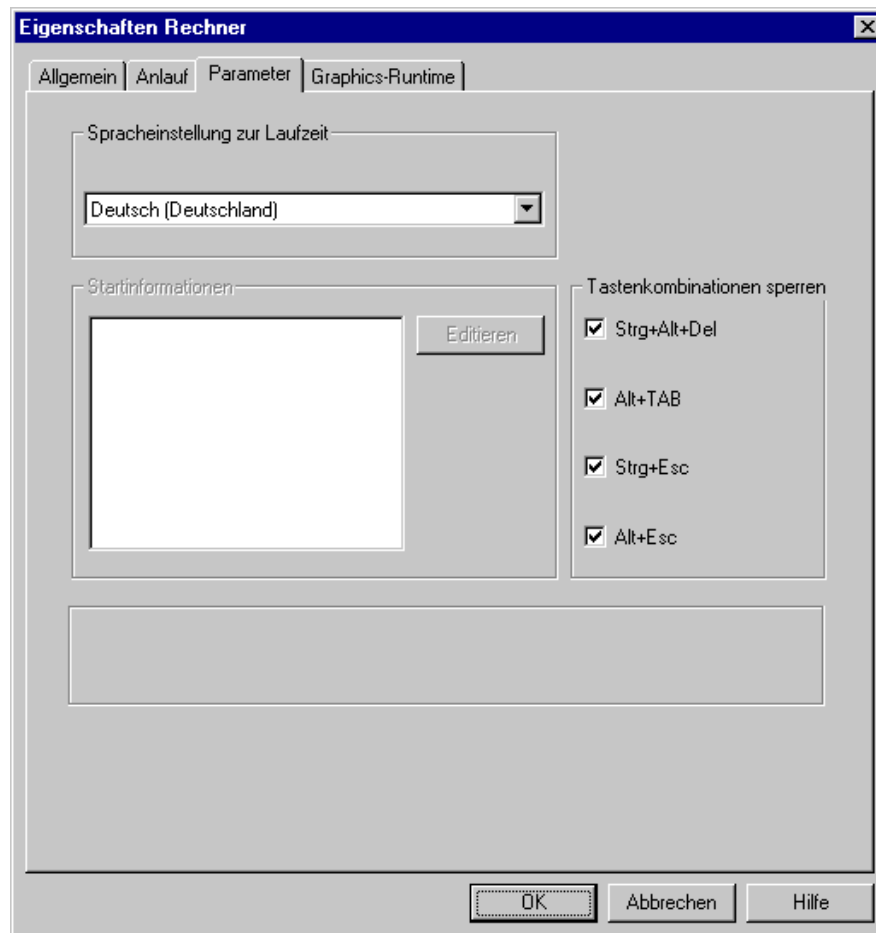 Eigenschaften Rechner
Allgemein Anlauf Parameter Graphics-Runtime
Spracheinstellung zur Laufzeit
Deutsch (Deutschland)
Startinformationen
Editieren
Tastenkombinationen sperren
Strg+Alt+Del
Alt+TAB
Strg+Esc
Alt+Esc
OK Abbrechen Hilfe